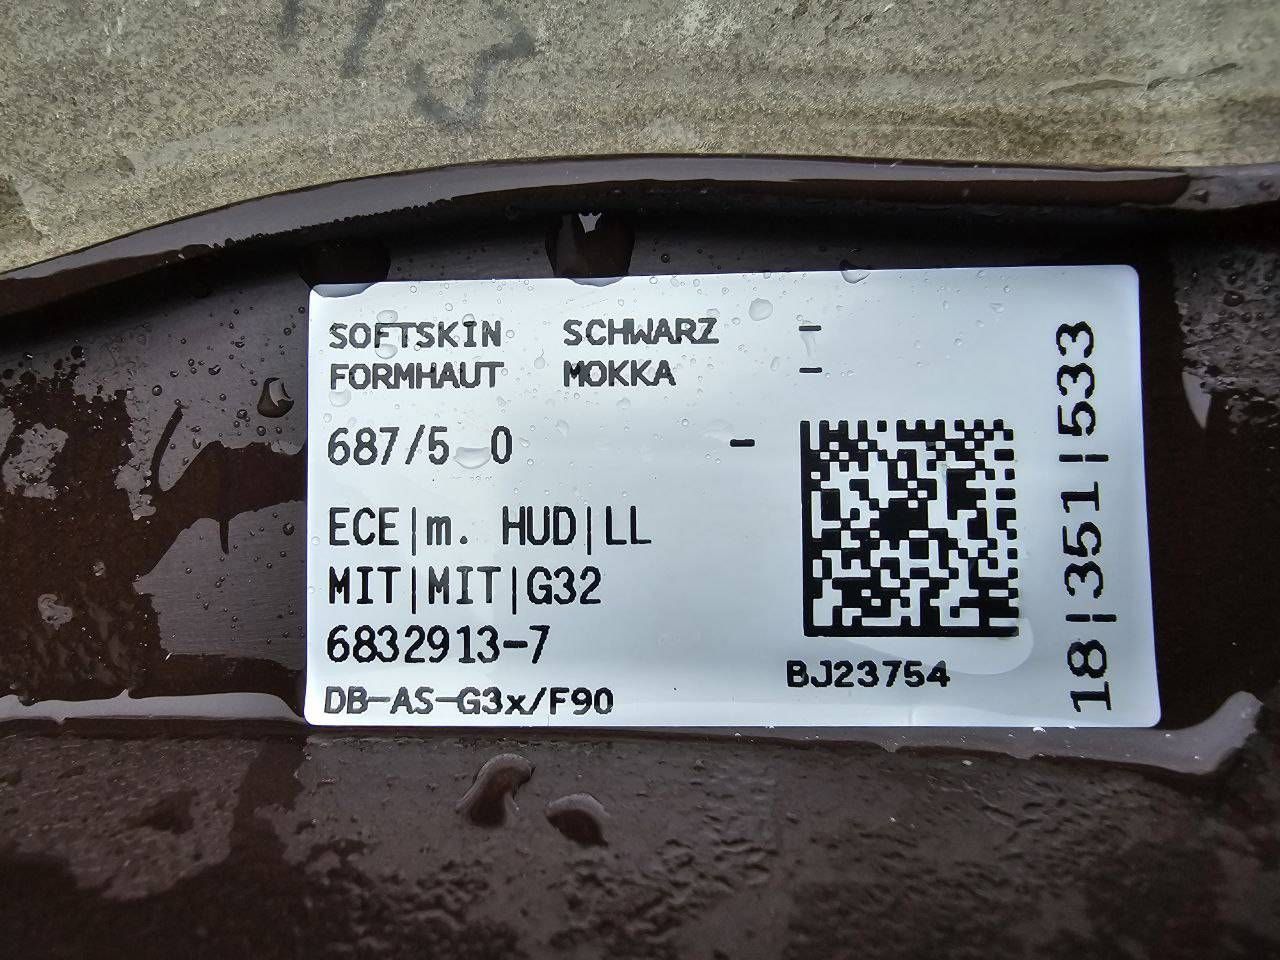 SOFTSKIN SCHWARZ -
FORMHAUT MOKKA -
687/5 0 -
ECE|m. HUD|LL
MIT|MIT|G32
6832913-7
DB-AS-G3x/F90
BJ23754
18|351|533